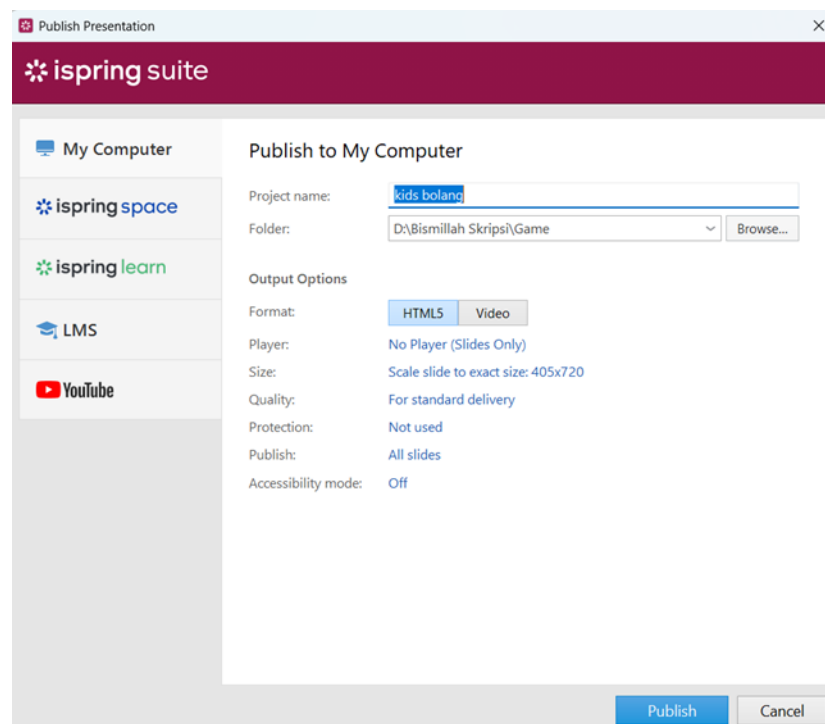 Publish Presentation
ispring suite
My Computer
ispring space
ispring learn
LMS
YouTube
Publish to My Computer
Project name: kids bolang
Folder: D:\Bismillah Skripsi\Game Browse...
Output Options
Format: HTML5 Video
Player: No Player (Slides Only)
Size: Scale slide to exact size: 405x720
Quality: For standard delivery
Protection: Not used
Publish: All slides
Accessibility mode: Off
Publish Cancel